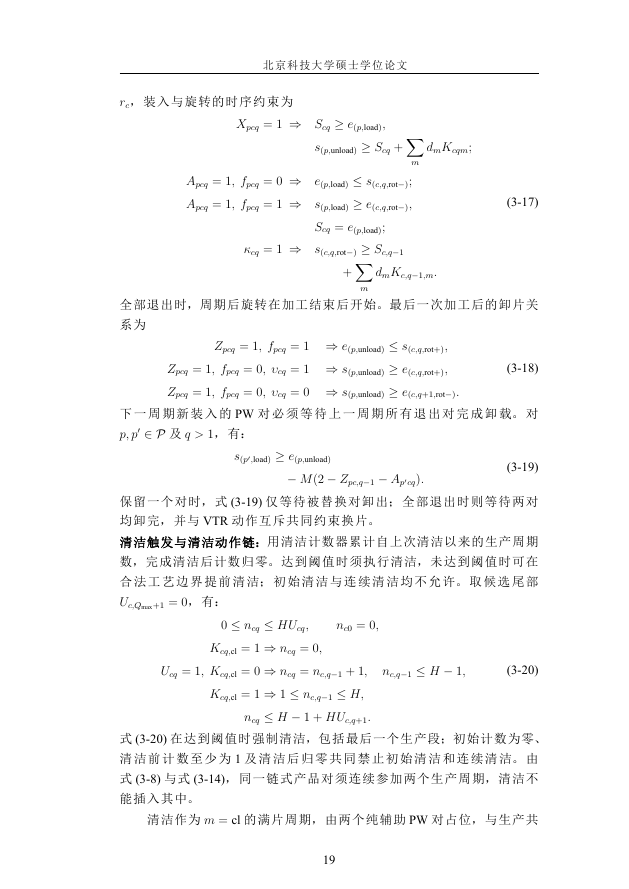 北京科技大学硕士学位论文
r_c，装入与旋转的时序约束为
X_{pcq} = 1 ⇒ S_{cq} ≥ e_{(p,load)},
s_{(p,unload)} ≥ S_{cq} + ∑_m d_m K_{cqm};
A_{pcq} = 1, f_{pcq} = 0 ⇒ e_{(p,load)} ≤ s_{(c,q,rot−)};
A_{pcq} = 1, f_{pcq} = 1 ⇒ s_{(p,load)} ≥ e_{(c,q,rot−)}, (3-17)
S_{cq} = e_{(p,load)};
κ_{cq} = 1 ⇒ s_{(c,q,rot−)} ≥ S_{c,q−1}
+ ∑_m d_m K_{c,q−1,m}.
全部退出时，周期后旋转在加工结束后开始。最后一次加工后的卸片关
系为
Z_{pcq} = 1, f_{pcq} = 1 ⇒ e_{(p,unload)} ≤ s_{(c,q,rot+)},
Z_{pcq} = 1, f_{pcq} = 0, υ_{cq} = 1 ⇒ s_{(p,unload)} ≥ e_{(c,q,rot+)}, (3-18)
Z_{pcq} = 1, f_{pcq} = 0, υ_{cq} = 0 ⇒ s_{(p,unload)} ≥ e_{(c,q+1,rot−)}.
下一周期新装入的 PW 对必须等待上一周期所有退出对完成卸载。对
p, p′ ∈ P 及 q > 1，有：
s_{(p′,load)} ≥ e_{(p,unload)}
− M(2 − Z_{pc,q−1} − A_{p′cq}). (3-19)
保留一个对时，式 (3-19) 仅等待被替换对卸出；全部退出时则等待两对
均卸完，并与 VTR 动作互斥共同约束换片。
清洁触发与清洁动作链：用清洁计数器累计自上次清洁以来的生产周期
数，完成清洁后计数归零。达到阈值时须执行清洁，未达到阈值时可在
合法工艺边界提前清洁；初始清洁与连续清洁均不允许。取候选尾部
U_{c,Q_{max}+1} = 0，有：
0 ≤ n_{cq} ≤ HU_{cq}, n_{c0} = 0,
K_{cq,cl} = 1 ⇒ n_{cq} = 0,
U_{cq} = 1, K_{cq,cl} = 0 ⇒ n_{cq} = n_{c,q−1} + 1, n_{c,q−1} ≤ H − 1, (3-20)
K_{cq,cl} = 1 ⇒ 1 ≤ n_{c,q−1} ≤ H,
n_{cq} ≤ H − 1 + HU_{c,q+1}.
式 (3-20) 在达到阈值时强制清洁，包括最后一个生产段；初始计数为零、
清洁前计数至少为 1 及清洁后归零共同禁止初始清洁和连续清洁。由
式 (3-8) 与式 (3-14)，同一链式产品对须连续参加两个生产周期，清洁不
能插入其中。
清洁作为 m = cl 的满片周期，由两个纯辅助 PW 对占位，与生产共
19